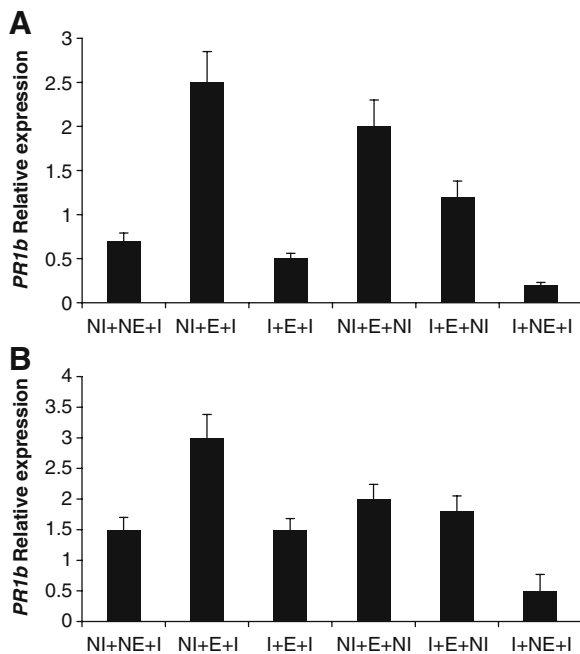 A
PR1b Relative expression
3
2.5
2
1.5
1
0.5
0
NI+NE+I NI+E+I I+E+I NI+E+NI I+E+NI I+NE+I
B
PR1b Relative expression
4
3.5
3
2.5
2
1.5
1
0.5
0
NI+NE+I NI+E+I I+E+I NI+E+NI I+E+NI I+NE+I